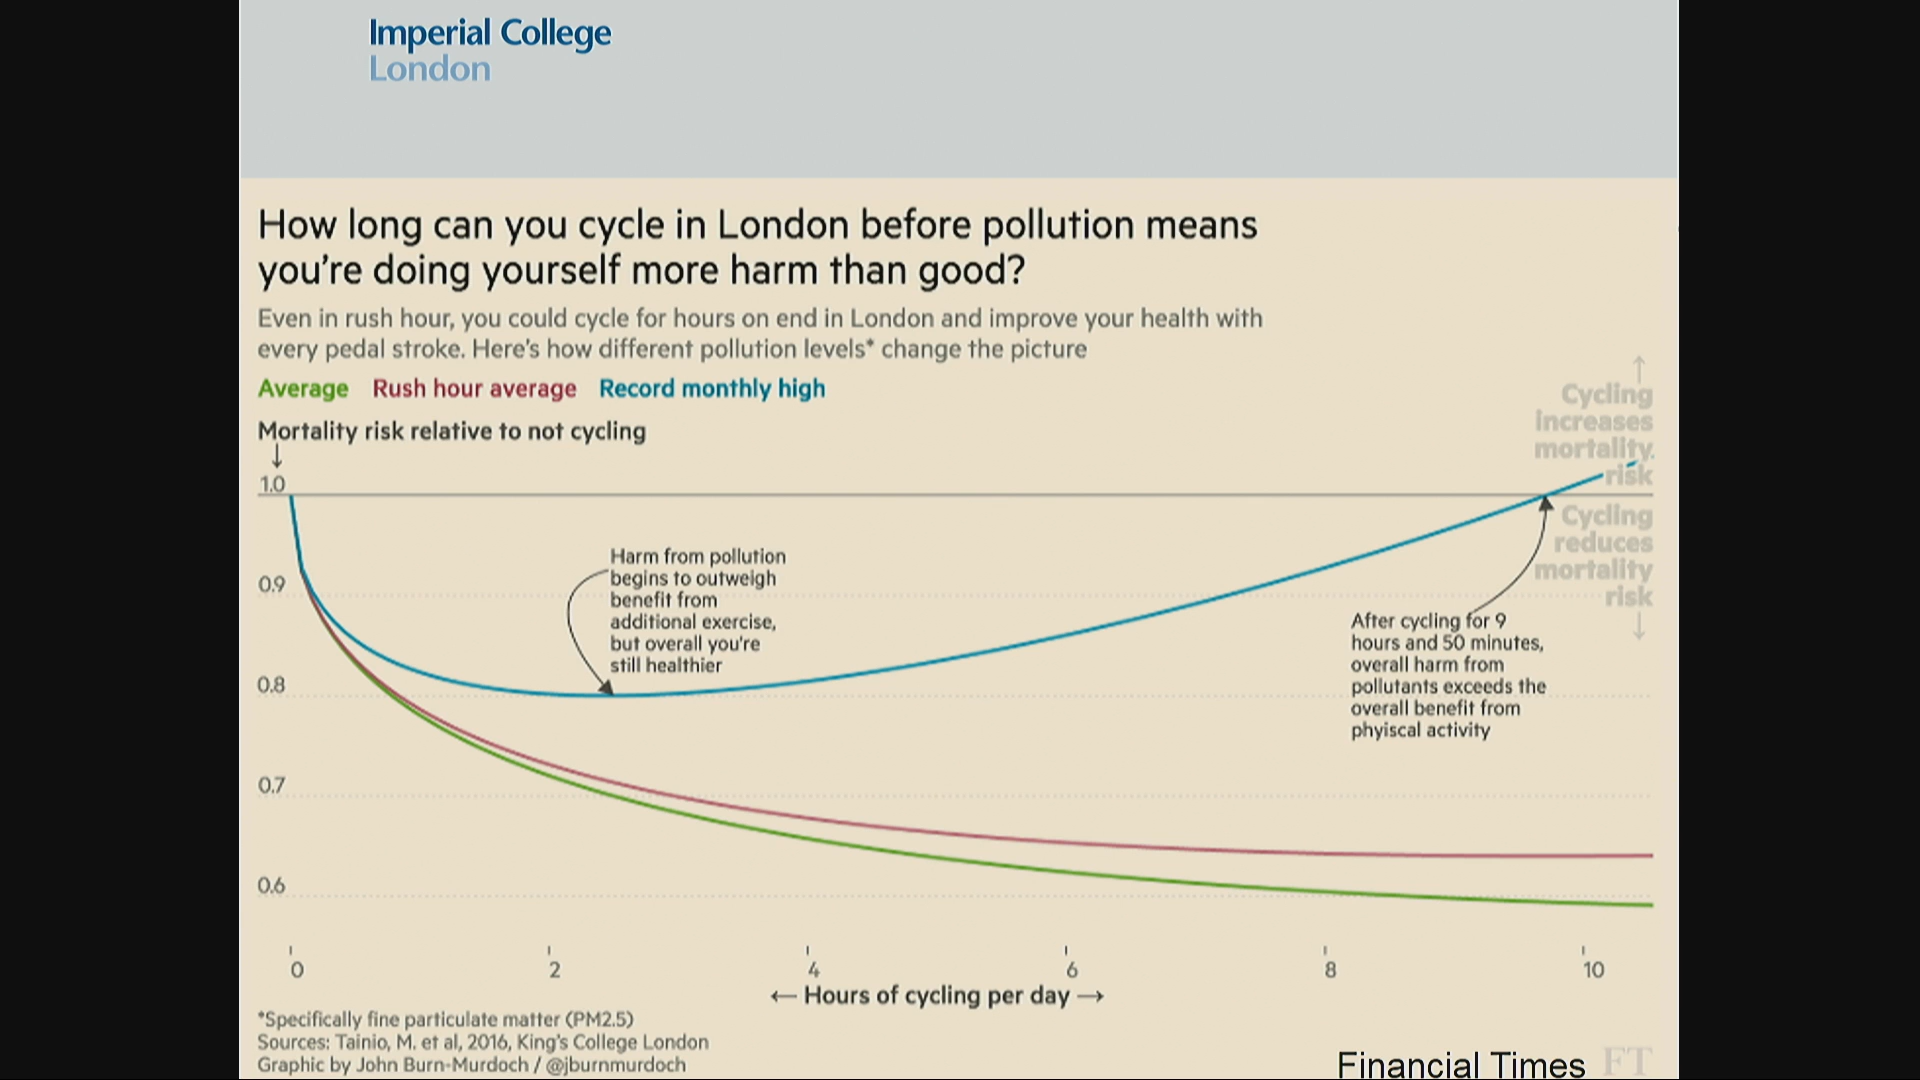 Imperial College
London
How long can you cycle in London before pollution means
you're doing yourself more harm than good?
Even in rush hour, you could cycle for hours on end in London and improve your health with
every pedal stroke. Here's how different pollution levels* change the picture
Average Rush hour average Record monthly high
Mortality risk relative to not cycling
↓
↑
Cycling
increases
mortality
risk
1.0
Cycling
reduces
mortality
risk
↓
Harm from pollution
begins to outweigh
benefit from
additional exercise,
but overall you're
still healthier
0.9
After cycling for 9
hours and 50 minutes,
overall harm from
pollutants exceeds the
overall benefit from
phyiscal activity
0.8
0.7
0.6
0 2 4 6 8 10
← Hours of cycling per day →
*Specifically fine particulate matter (PM2.5)
Sources: Tainio, M. et al, 2016, King's College London
Graphic by John Burn-Murdoch / @jburnmurdoch
Financial Times FT